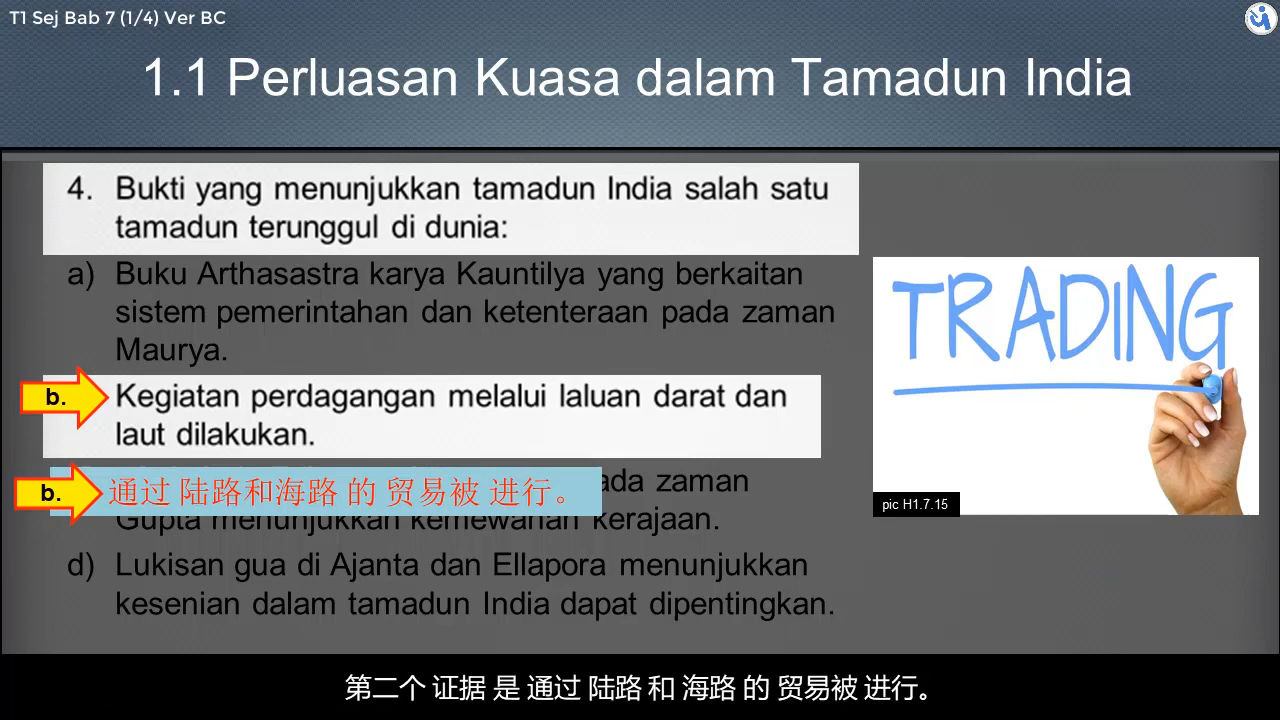 T1 Sej Bab 7 (1/4) Ver BC
1.1 Perluasan Kuasa dalam Tamadun India
4. Bukti yang menunjukkan tamadun India salah satu
tamadun terunggul di dunia:
a) Buku Arthasastra karya Kauntilya yang berkaitan
sistem pemerintahan dan ketenteraan pada zaman
Maurya.
b. Kegiatan perdagangan melalui laluan darat dan
laut dilakukan.
b. 通过 陆路和海路 的 贸易被 进行。
ada zaman
Gupta menunjukkan kemewahan kerajaan.
d) Lukisan gua di Ajanta dan Ellapora menunjukkan
kesenian dalam tamadun India dapat dipentingkan.
TRADING
pic H1.7.15
第二个 证据 是 通过 陆路 和 海路 的 贸易被 进行。